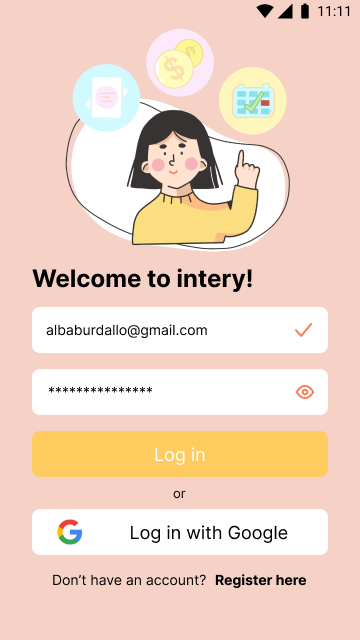 11:11
Welcome to intery!
albaburdallo@gmail.com
***************
Log in
or
Log in with Google
Don't have an account? Register here